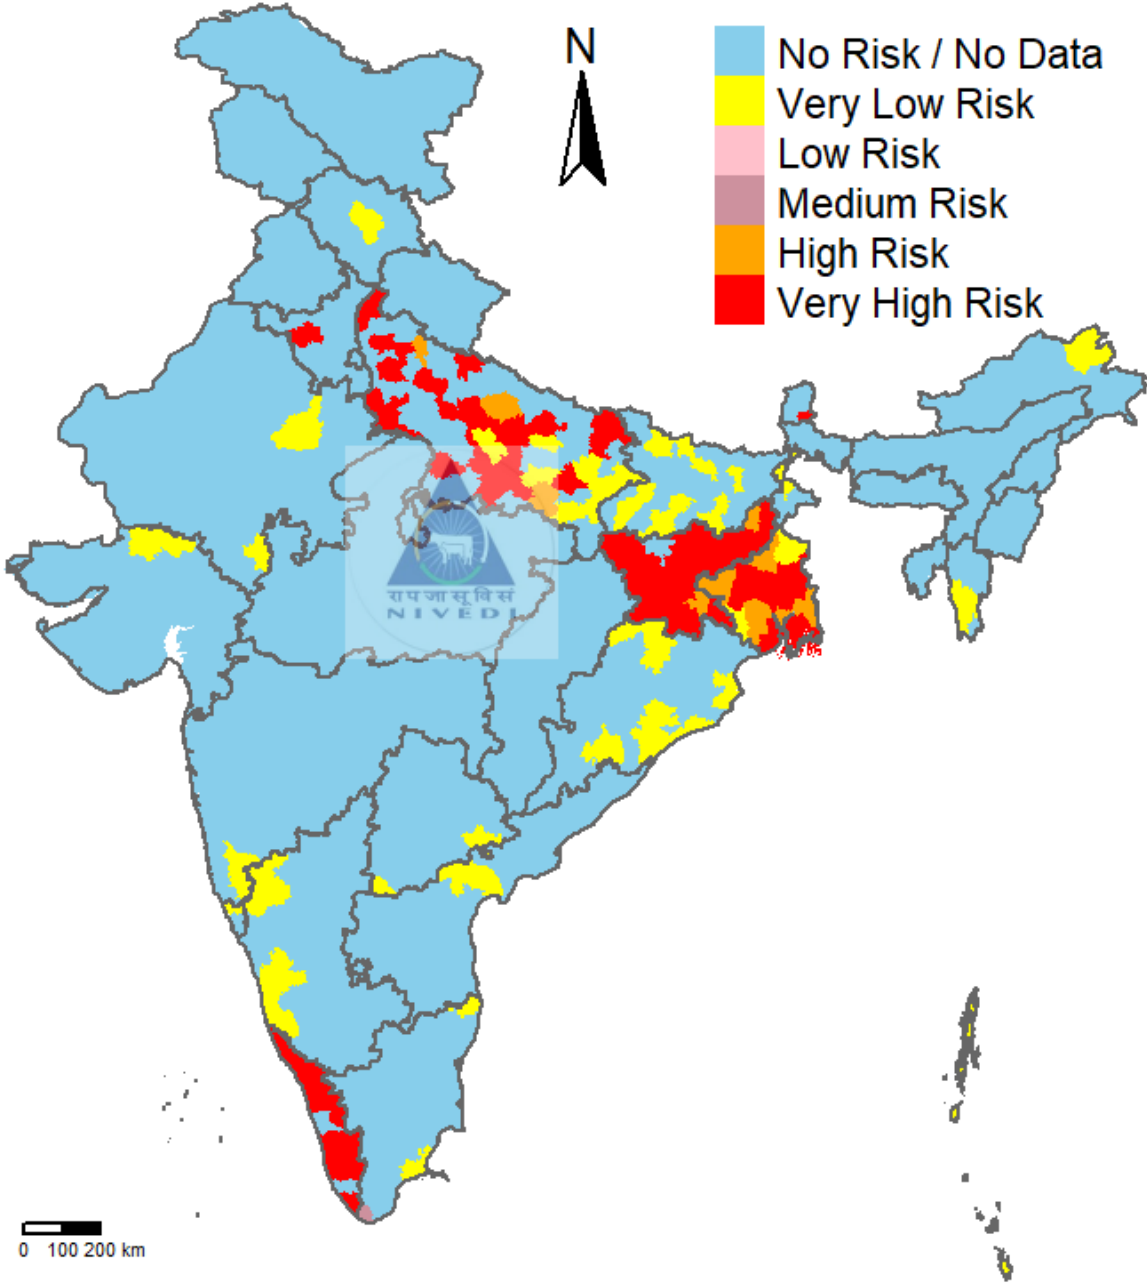 N
No Risk / No Data
Very Low Risk
Low Risk
Medium Risk
High Risk
Very High Risk
रापजासूविसं
NIVEDI
0 100 200 km